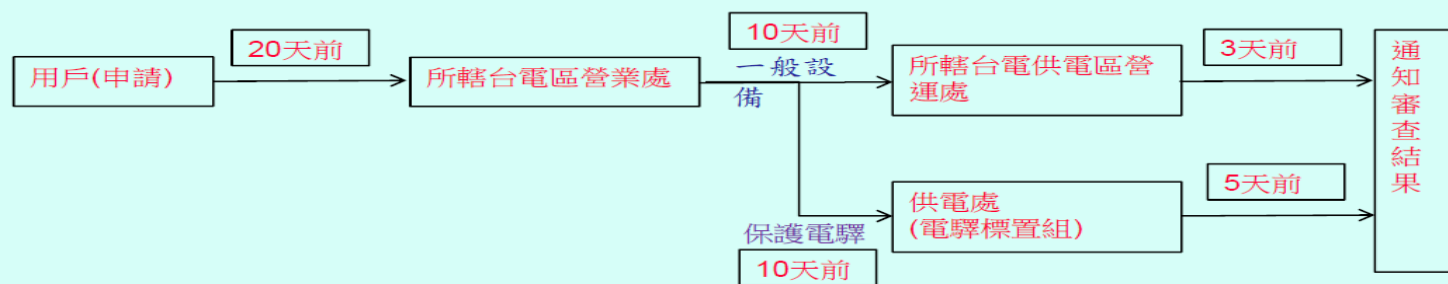 20天前
用戶(申請)
所轄台電區營業處
10天前
一般設
備
所轄台電供電區營
運處
3天前
保護電驛
10天前
供電處
(電驛標置組)
5天前
通
知
審
查
結
果